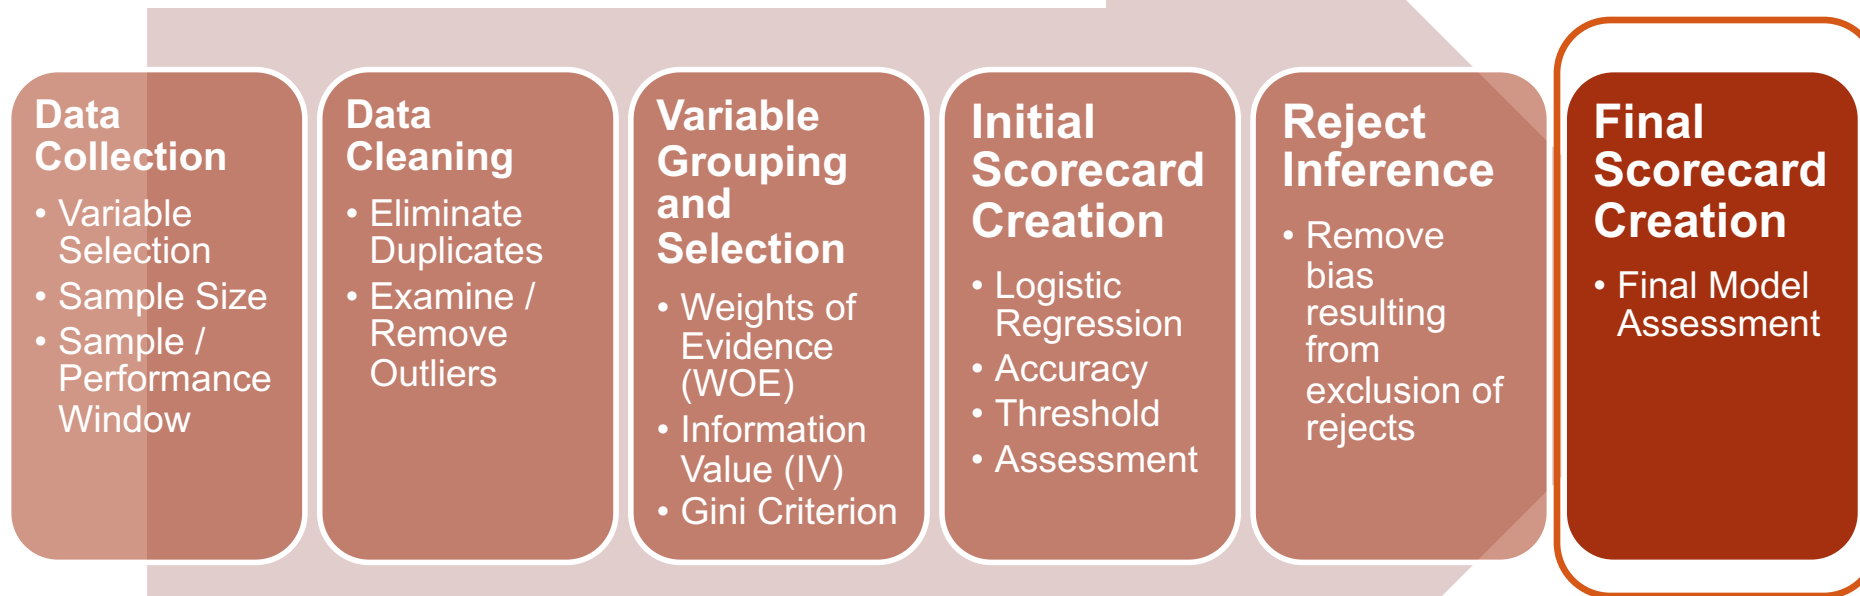 Data
Collection
• Variable
Selection
• Sample Size
• Sample /
Performance
Window
Data
Cleaning
• Eliminate
Duplicates
• Examine /
Remove
Outliers
Variable
Grouping
and
Selection
• Weights of
Evidence
(WOE)
• Information
Value (IV)
• Gini Criterion
Initial
Scorecard
Creation
• Logistic
Regression
• Accuracy
• Threshold
• Assessment
Reject
Inference
• Remove
bias
resulting
from
exclusion of
rejects
Final
Scorecard
Creation
• Final Model
Assessment